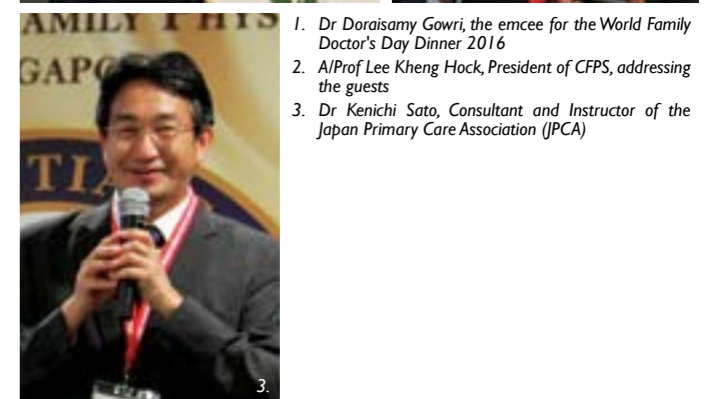 AMILY PHYS
GAPO
TIA
3.
1. Dr Doraisamy Gowri, the emcee for the World Family
Doctor's Day Dinner 2016
2. A/Prof Lee Kheng Hock, President of CFPS, addressing
the guests
3. Dr Kenichi Sato, Consultant and Instructor of the
Japan Primary Care Association (JPCA)